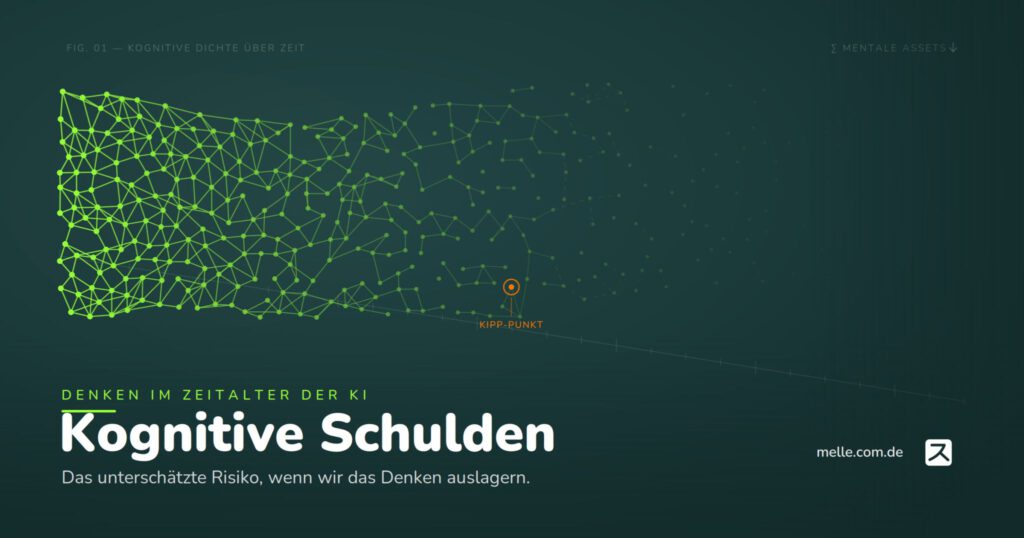 FIG. 01 — KOGNITIVE DICHTE ÜBER ZEIT
∑ MENTALE ASSETS↓
KIPP-PUNKT
DENKEN IM ZEITALTER DER KI
Kognitive Schulden
Das unterschätzte Risiko, wenn wir das Denken auslagern.
melle.com.de
ス